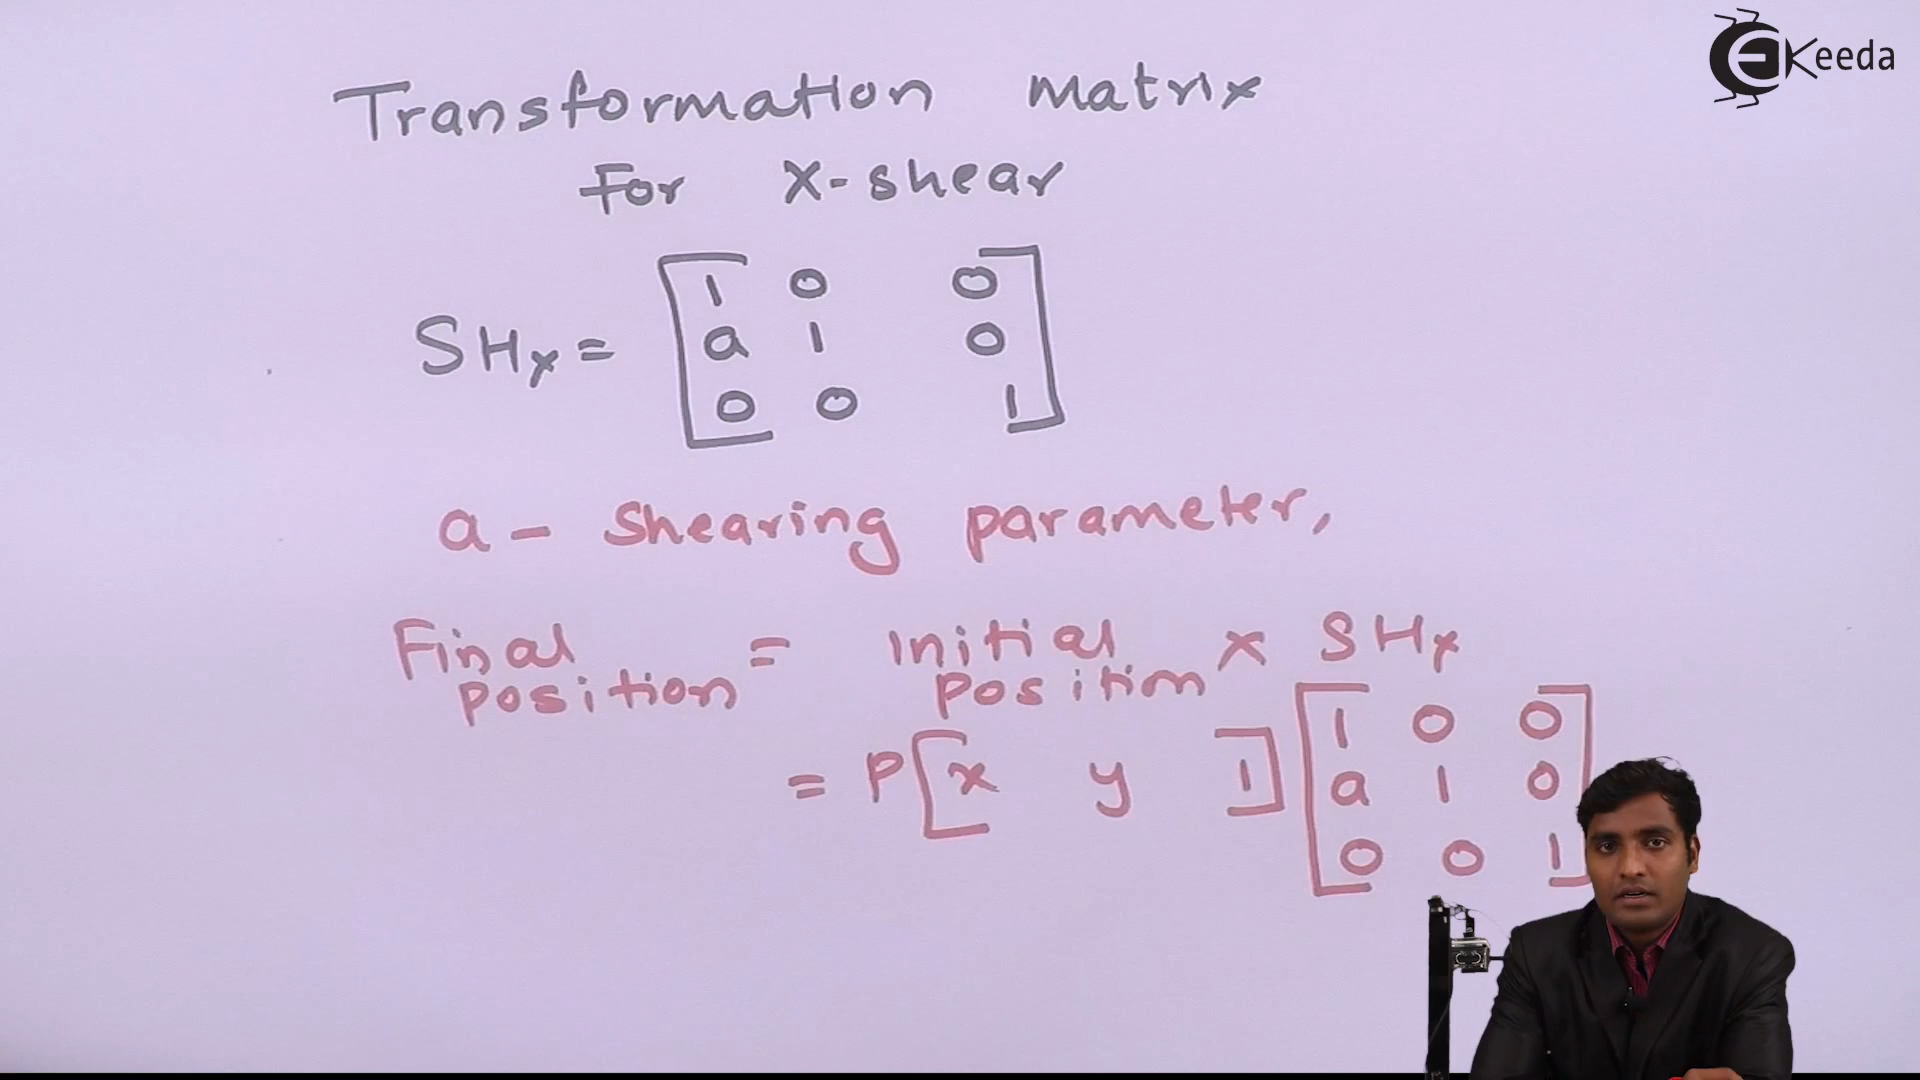 EKeeda
Transformation matrix
For X-shear
SHx = [1 0 0
a 1 0
0 0 1]
a - shearing parameter,
Final position = Initial position x SHx
= P[x y 1] [1 0 0
a 1 0
0 0 1]